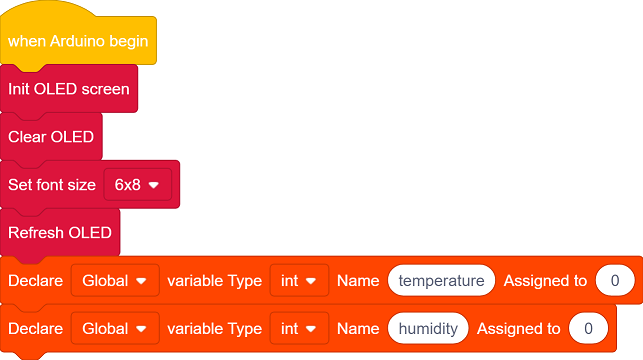 when Arduino begin
Init OLED screen
Clear OLED
Set font size 6x8
Refresh OLED
Declare Global variable Type int Name temperature Assigned to 0
Declare Global variable Type int Name humidity Assigned to 0